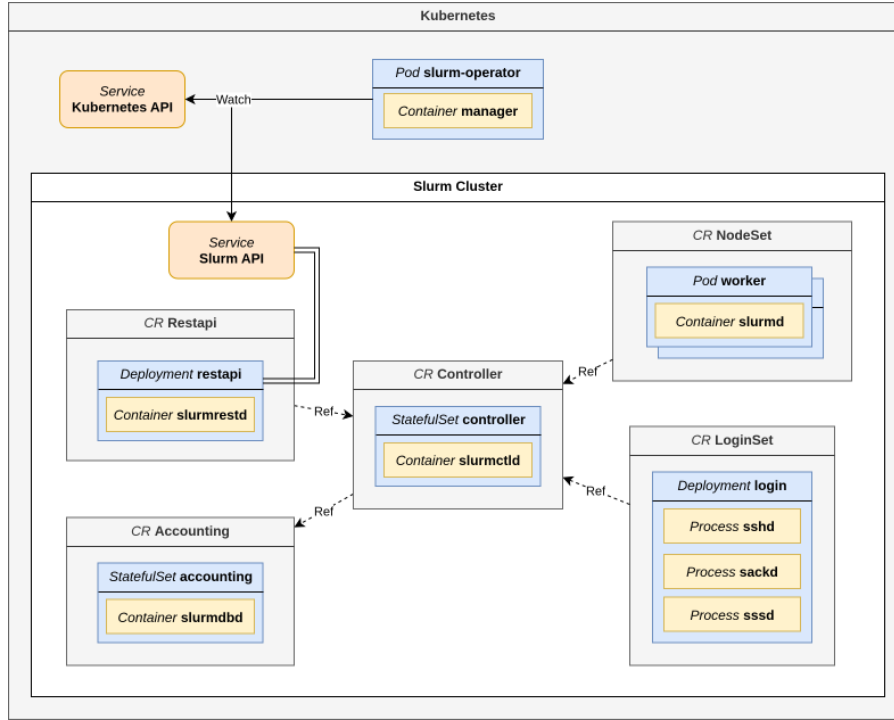 Kubernetes
Pod slurm-operator
Container manager
Service
Kubernetes API
Watch
Slurm Cluster
Service
Slurm API
CR NodeSet
Pod worker
Container slurmd
Ref
CR Restapi
Deployment restapi
Container slurmrestd
Ref
CR Controller
StatefulSet controller
Container slurmctld
CR LoginSet
Deployment login
Process sshd
Process sackd
Process sssd
Ref
Ref
CR Accounting
StatefulSet accounting
Container slurmdbd